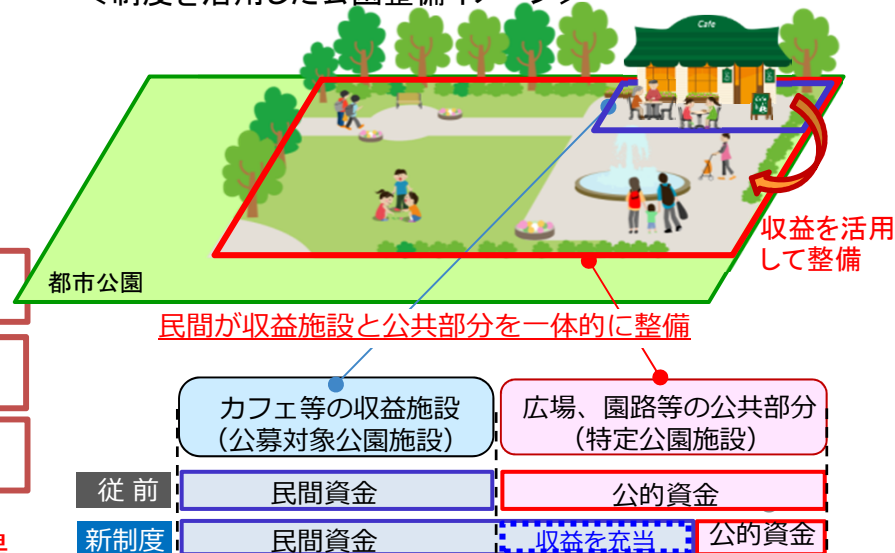 Cafe
収益を活用
して整備
都市公園
民間が収益施設と公共部分を一体的に整備
カフェ等の収益施設
（公募対象公園施設）
広場、園路等の公共部分
（特定公園施設）
従 前
民間資金
公的資金
新制度
民間資金
収益を充当
公的資金